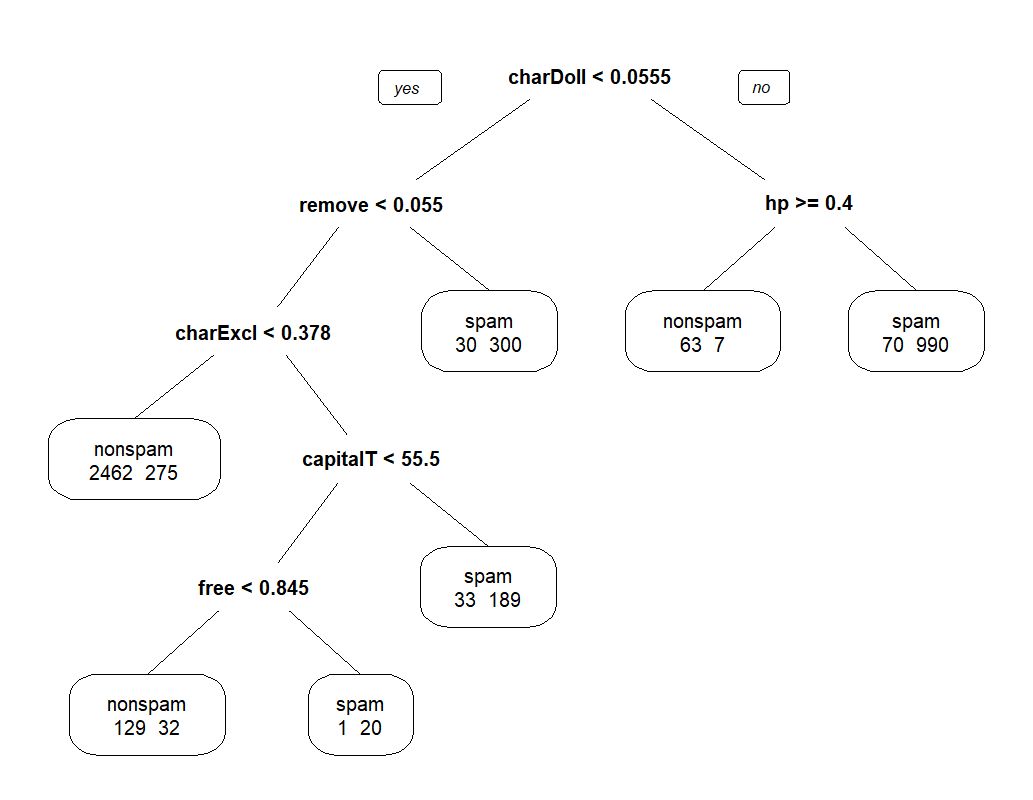 yes
charDoll < 0.0555
no
remove < 0.055
hp >= 0.4
charExcl < 0.378
spam
30 300
nonspam
63 7
spam
70 990
nonspam
2462 275
capitalT < 55.5
free < 0.845
spam
33 189
nonspam
129 32
spam
1 20